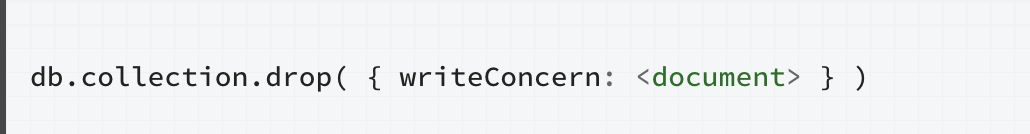 db.collection.drop( { writeConcern: <document> } )